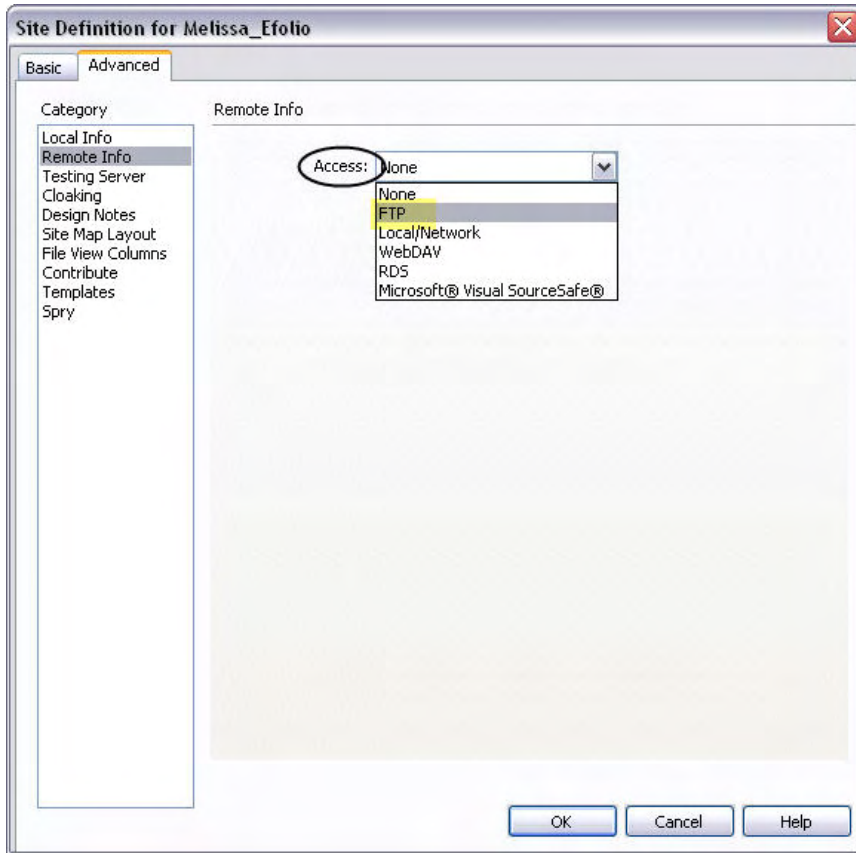 Site Definition for Melissa_Efolio
Basic
Advanced
Category
Local Info
Remote Info
Testing Server
Cloaking
Design Notes
Site Map Layout
File View Columns
Contribute
Templates
Spry
Remote Info
Access: None
None
FTP
Local/Network
WebDAV
RDS
Microsoft® Visual SourceSafe®
OK
Cancel
Help